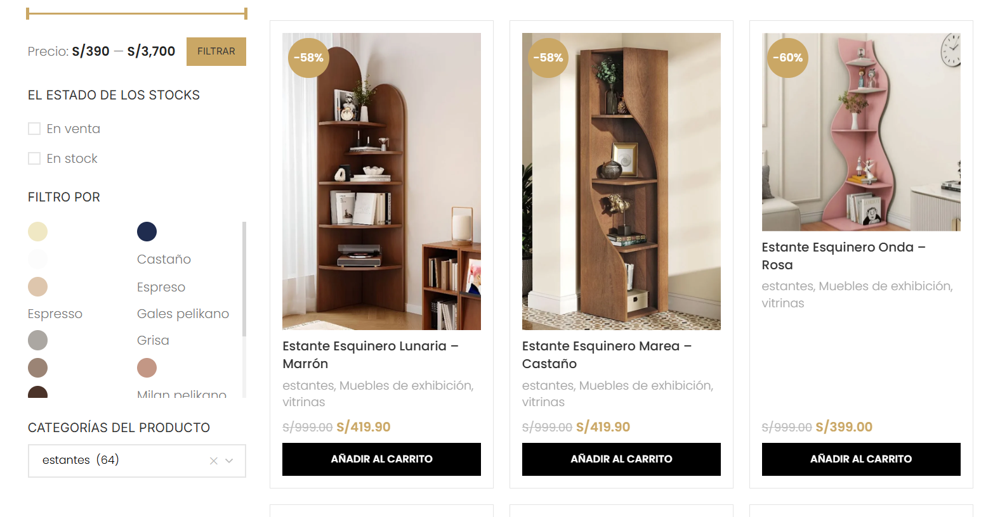 Precio: S/390 — S/3,700
FILTRAR
EL ESTADO DE LOS STOCKS
En venta
En stock
FILTRO POR
Castaño
Espreso
Espresso
Gales pelikano
Grisa
Milan pelikano
CATEGORÍAS DEL PRODUCTO
estantes (64)
-58%
Estante Esquinero Lunaria –
Marrón
estantes, Muebles de exhibición,
vitrinas
S/999.00 S/419.90
AÑADIR AL CARRITO
-58%
Estante Esquinero Marea –
Castaño
estantes, Muebles de exhibición,
vitrinas
S/999.00 S/419.90
AÑADIR AL CARRITO
-60%
Estante Esquinero Onda –
Rosa
estantes, Muebles de exhibición,
vitrinas
S/999.00 S/399.00
AÑADIR AL CARRITO